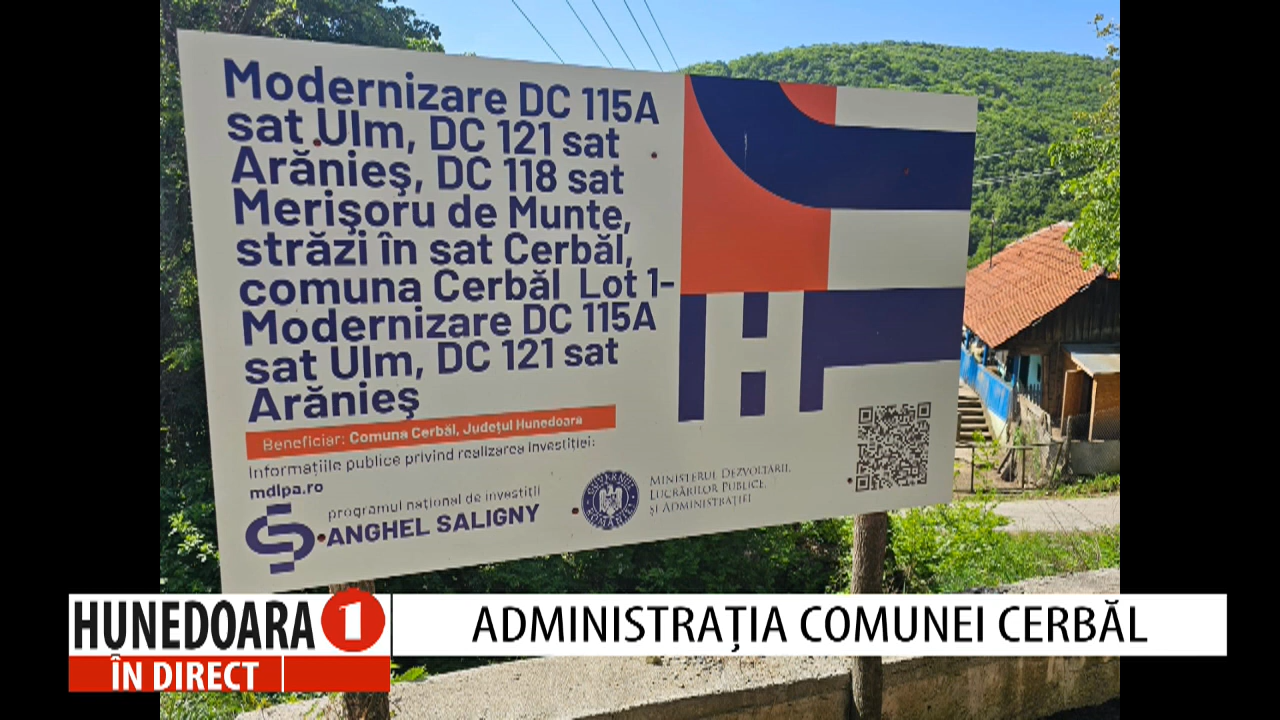 Modernizare DC 115A
sat Ulm, DC 121 sat
Arănieş, DC 118 sat
Merişoru de Munte,
străzi în sat Cerbăl,
comuna Cerbăl Lot 1-
Modernizare DC 115A
sat Ulm, DC 121 sat
Arănieş
Beneficiar: Comuna Cerbăl, Județul Hunedoara
Informațiile publice privind realizarea investiției:
mdlpa.ro
programul național de investiții
ANGHEL SALIGNY
GUVERNUL ROMÂNIEI
MINISTERUL DEZVOLTĂRII,
LUCRĂRILOR PUBLICE,
ȘI ADMINISTRAȚIEI
HUNEDOARA 1
ÎN DIRECT
ADMINISTRAȚIA COMUNEI CERBĂL